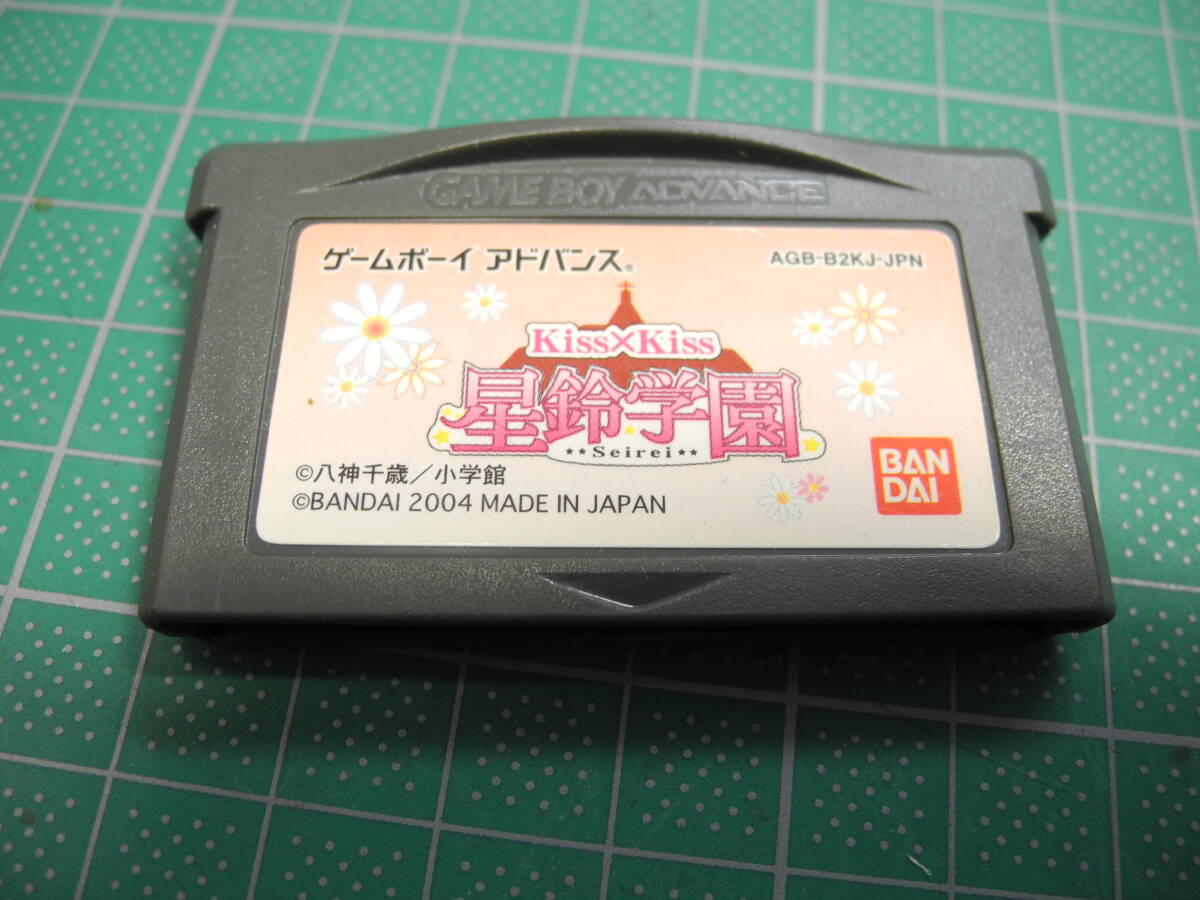 GAME BOY ADVANCE
ゲームボーイ アドバンス®
AGB-B2KJ-JPN
Kiss×Kiss
星鈴学園
**Seirei**
©八神千歳／小学館
©BANDAI 2004 MADE IN JAPAN
BAN
DAI